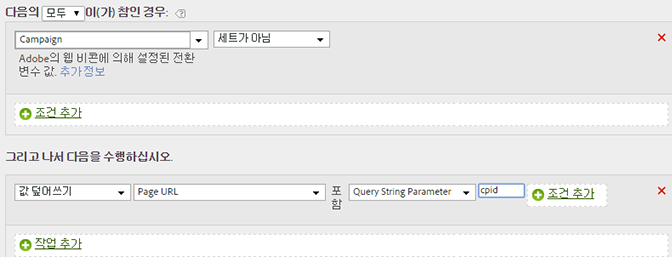 다음의 모두 이(가) 참인 경우: ?
Campaign 세트가 아님
Adobe의 웹 비콘에 의해 설정된 전환
변수 값. 추가 정보
조건 추가
그리고 나서 다음을 수행하십시오.
값 덮어쓰기 Page URL 포함 Query String Parameter cpid 조건 추가
작업 추가